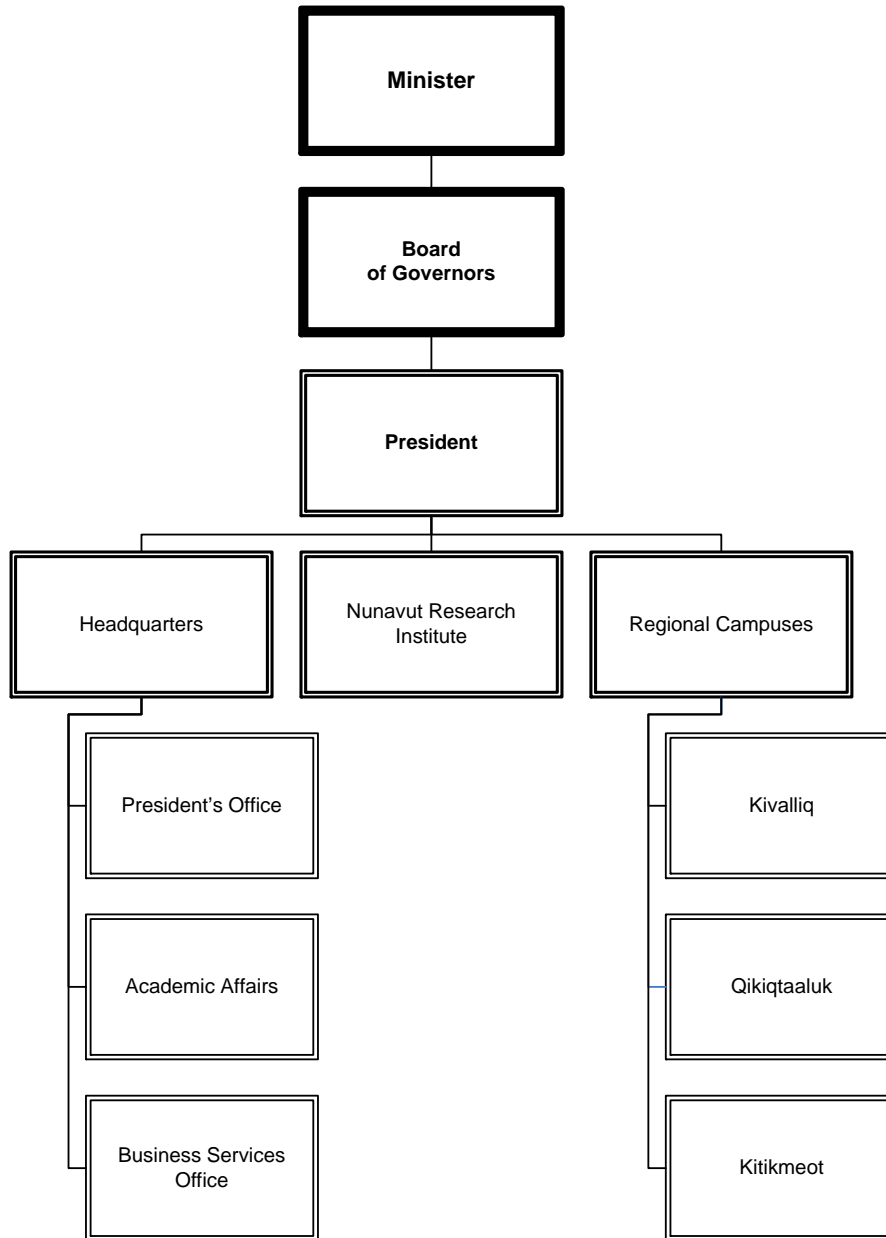 Minister
Board
of Governors
President
Headquarters
Nunavut Research
Institute
Regional Campuses
President’s Office
Kivalliq
Academic Affairs
Qikiqtaaluk
Business Services
Office
Kitikmeot